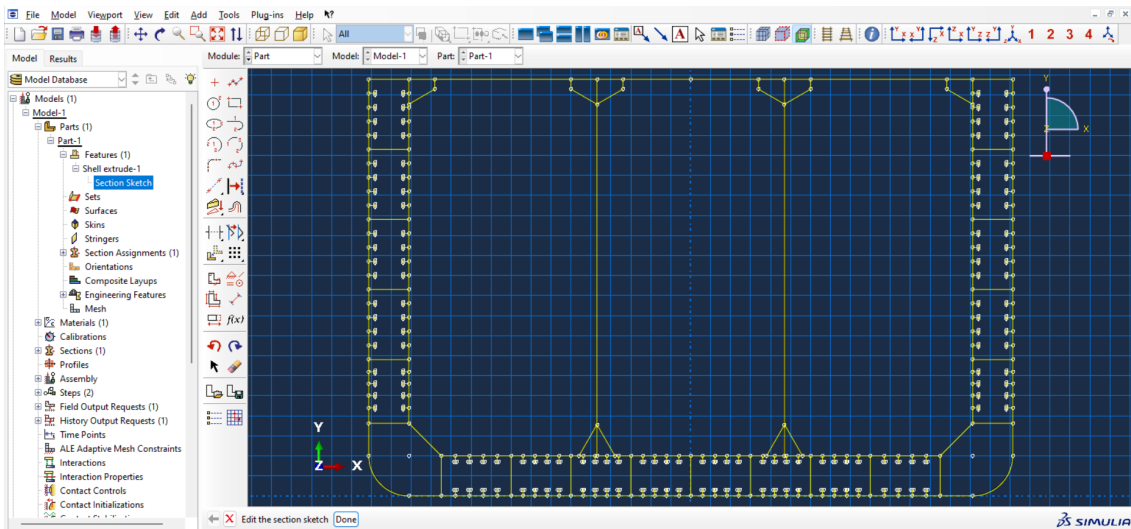 File Model Viewport View Edit Add Tools Plug-ins Help
All
1 2 3 4
Model Results
Module: Part Model: Model-1 Part: Part-1
Model Database
Models (1)
Model-1
Parts (1)
Part-1
Features (1)
Shell extrude-1
Section Sketch
Sets
Surfaces
Skins
Stringers
Section Assignments (1)
Orientations
Composite Layups
Engineering Features
Mesh
Materials (1)
Calibrations
Sections (1)
Profiles
Assembly
Steps (2)
Field Output Requests (1)
History Output Requests (1)
Time Points
ALE Adaptive Mesh Constraints
Interactions
Interaction Properties
Contact Controls
Contact Initializations
f(x)
Y
Z X
Y
Z X
Edit the section sketch Done
SIMULIA